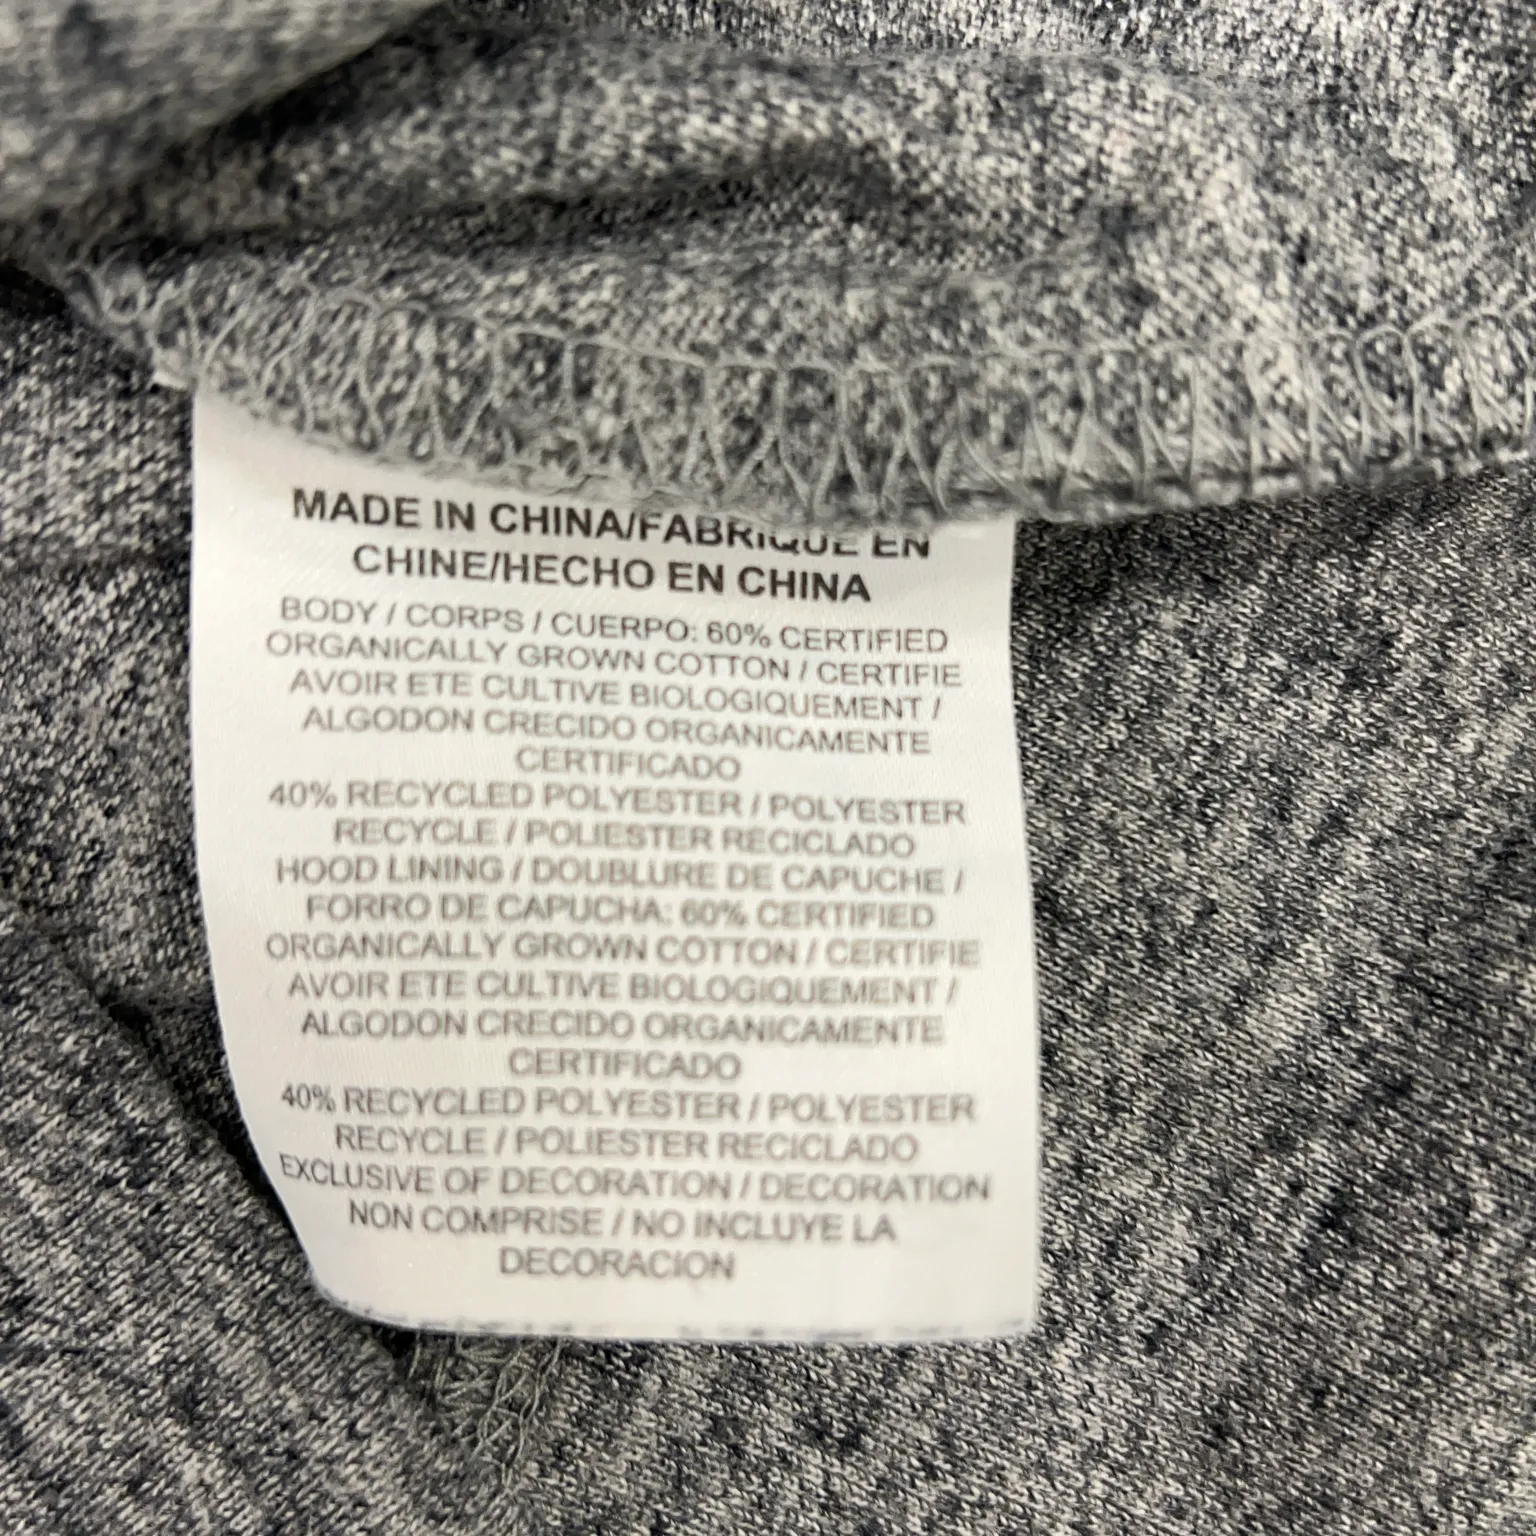 MADE IN CHINA/FABRIQUE EN
CHINE/HECHO EN CHINA
BODY / CORPS / CUERPO: 60% CERTIFIED
ORGANICALLY GROWN COTTON / CERTIFIE
AVOIR ETE CULTIVE BIOLOGIQUEMENT /
ALGODON CRECIDO ORGANICAMENTE
CERTIFICADO
40% RECYCLED POLYESTER / POLYESTER
RECYCLE / POLIESTER RECICLADO
HOOD LINING / DOUBLURE DE CAPUCHE /
FORRO DE CAPUCHA: 60% CERTIFIED
ORGANICALLY GROWN COTTON / CERTIFIE
AVOIR ETE CULTIVE BIOLOGIQUEMENT /
ALGODON CRECIDO ORGANICAMENTE
CERTIFICADO
40% RECYCLED POLYESTER / POLYESTER
RECYCLE / POLIESTER RECICLADO
EXCLUSIVE OF DECORATION / DECORATION
NON COMPRISE / NO INCLUYE LA
DECORACION